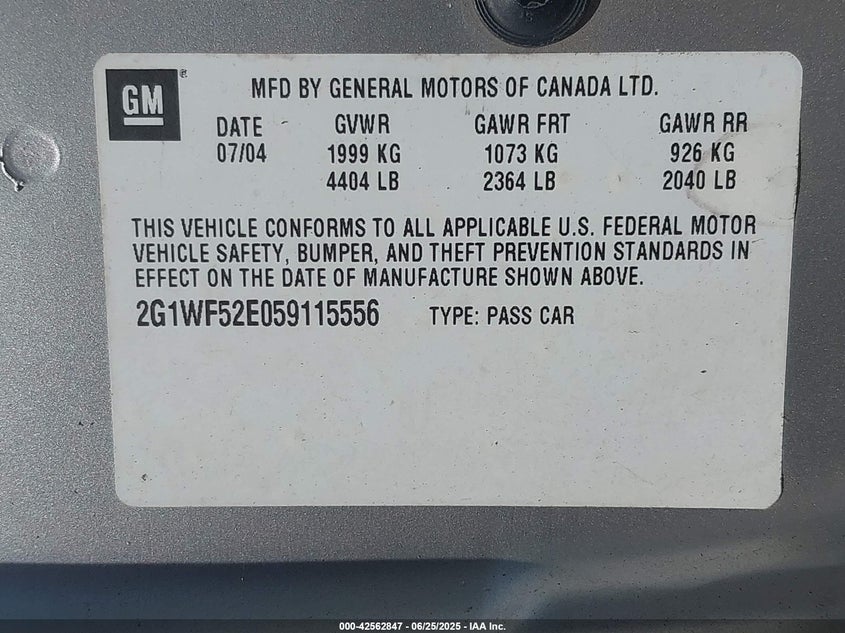 GM®
MFD BY GENERAL MOTORS OF CANADA LTD.
DATE GVWR GAWR FRT GAWR RR
07/04 1999 KG 1073 KG 926 KG
4404 LB 2364 LB 2040 LB
THIS VEHICLE CONFORMS TO ALL APPLICABLE U.S. FEDERAL MOTOR
VEHICLE SAFETY, BUMPER, AND THEFT PREVENTION STANDARDS IN
EFFECT ON THE DATE OF MANUFACTURE SHOWN ABOVE.
2G1WF52E059115556 TYPE: PASS CAR
000-42562847 - 06/25/2025 - IAA Inc.